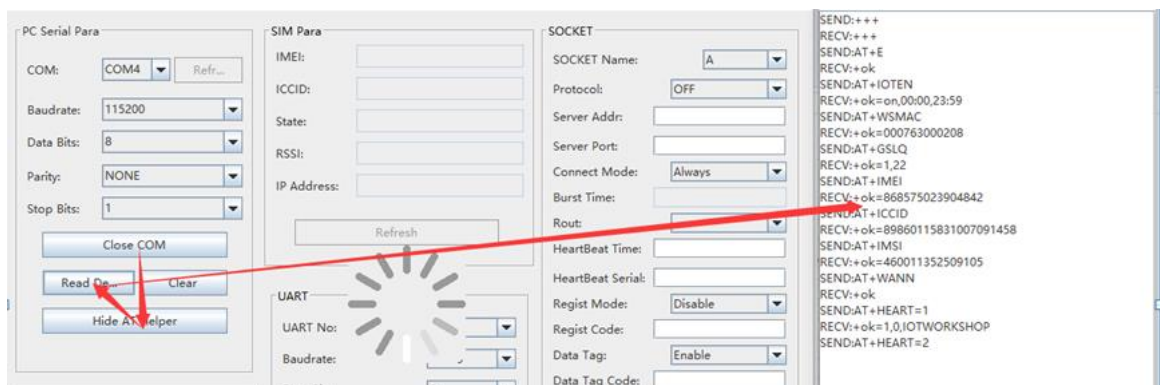 PC Serial Para
COM: COM4 Refr...
Baudrate: 115200
Data Bits: 8
Parity: NONE
Stop Bits: 1
Close COM
Read De... Clear
Hide AT Helper
SIM Para
IMEI:
ICCID:
State:
RSSI:
IP Address:
Refresh
UART
UART No:
Baudrate:
SOCKET
SOCKET Name: A
Protocol: OFF
Server Addr:
Server Port:
Connect Mode: Always
Burst Time:
Rout:
HeartBeat Time:
HeartBeat Serial:
Regist Mode: Disable
Regist Code:
Data Tag: Enable
Data Tag Code:
SEND:+++
RECV:+++
SEND:AT+E
RECV:+ok
SEND:AT+IOTEN
RECV:+ok=on,00:00,23:59
SEND:AT+WSMAC
RECV:+ok=000763000208
SEND:AT+GSLQ
RECV:+ok=1,22
SEND:AT+IMEI
RECV:+ok=868575023904842
SEND:AT+ICCID
RECV:+ok=89860115831007091458
SEND:AT+IMSI
RECV:+ok=460011352509105
SEND:AT+WANN
RECV:+ok
SEND:AT+HEART=1
RECV:+ok=1,0,IOTWORKSHOP
SEND:AT+HEART=2